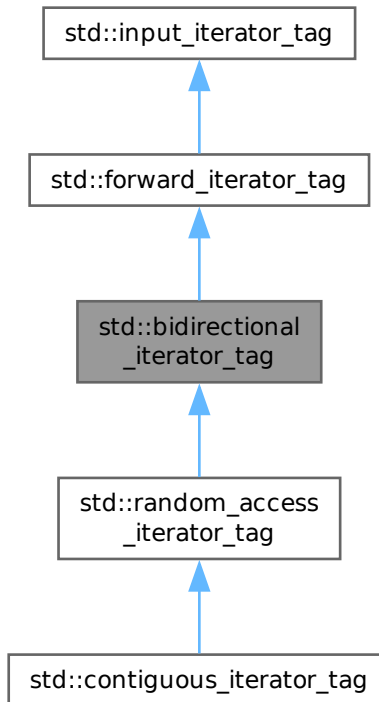 std::input_iterator_tag
std::forward_iterator_tag
std::bidirectional
_iterator_tag
std::random_access
_iterator_tag
std::contiguous_iterator_tag